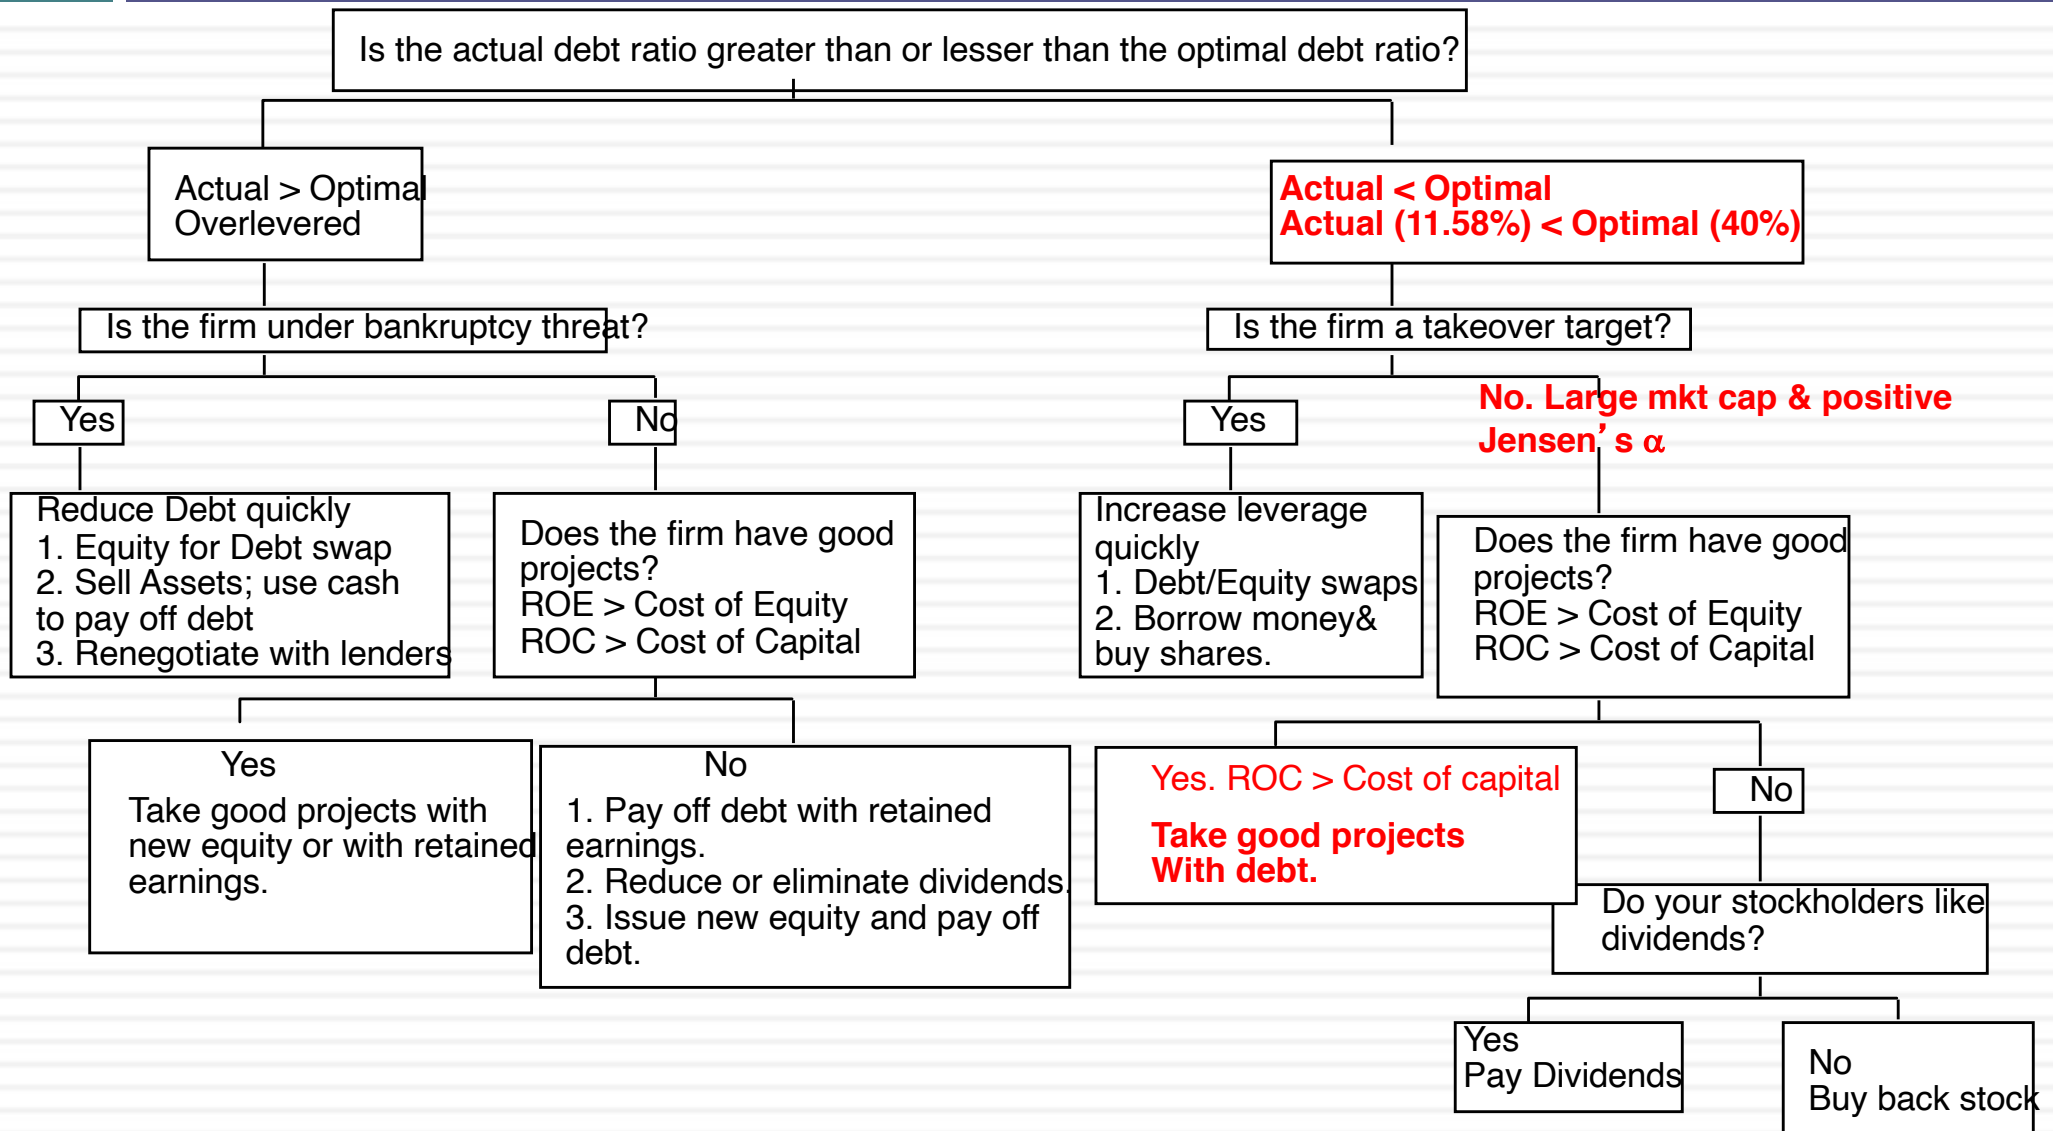 Is the actual debt ratio greater than or lesser than the optimal debt ratio?
Actual > Optimal
Overlevered
Actual < Optimal
Actual (11.58%) < Optimal (40%)
Is the firm under bankruptcy threat?
Is the firm a takeover target?
Yes
No
Yes
No. Large mkt cap & positive
Jensen’s α
Reduce Debt quickly
1. Equity for Debt swap
2. Sell Assets; use cash
to pay off debt
3. Renegotiate with lenders
Does the firm have good
projects?
ROE > Cost of Equity
ROC > Cost of Capital
Increase leverage
quickly
1. Debt/Equity swaps
2. Borrow money&
buy shares.
Does the firm have good
projects?
ROE > Cost of Equity
ROC > Cost of Capital
Yes
Take good projects with
new equity or with retained
earnings.
No
1. Pay off debt with retained
earnings.
2. Reduce or eliminate dividends.
3. Issue new equity and pay off
debt.
Yes. ROC > Cost of capital
Take good projects
With debt.
No
Do your stockholders like
dividends?
Yes
Pay Dividends
No
Buy back stock